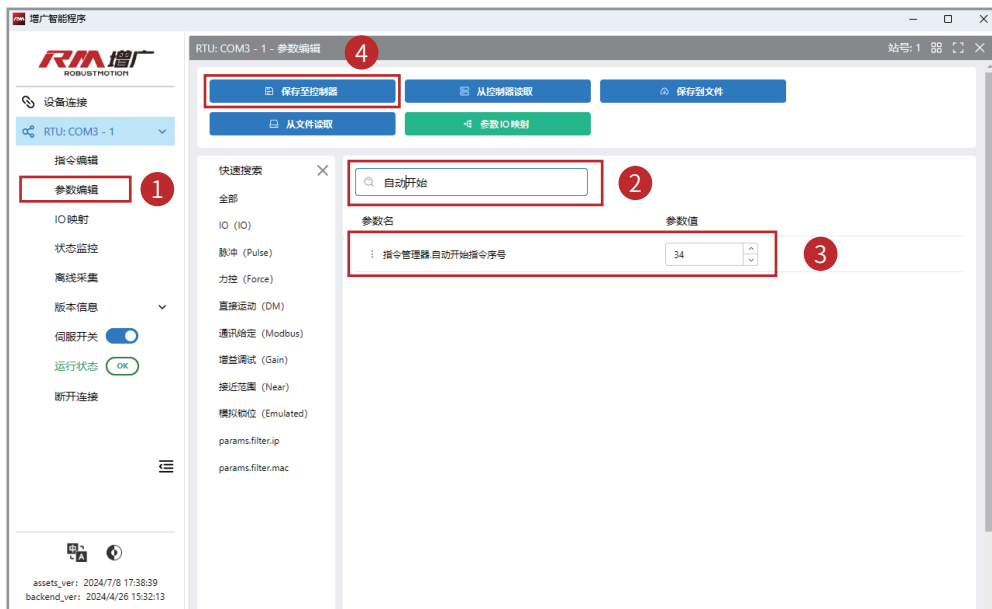 增广智能程序
RM 增广
ROBUSTMOTION
设备连接
RTU: COM3 - 1
指令编辑
参数编辑
1
IO映射
状态监控
离线采集
版本信息
伺服开关
运行状态 OK
断开连接
assets_ver: 2024/7/8 17:38:39
backend_ver: 2024/4/26 15:32:13
RTU: COM3 - 1 - 参数编辑
4
站号: 1
保存至控制器
从控制器读取
保存到文件
从文件读取
参数IO映射
快速搜索
全部
IO (IO)
脉冲 (Pulse)
力控 (Force)
直接运动 (DM)
通讯给定 (Modbus)
增益调试 (Gain)
接近范围 (Near)
模拟锁位 (Emulated)
params.filter.ip
params.filter.mac
自动开始
2
参数名 参数值
指令管理器.自动开始指令序号 34
3